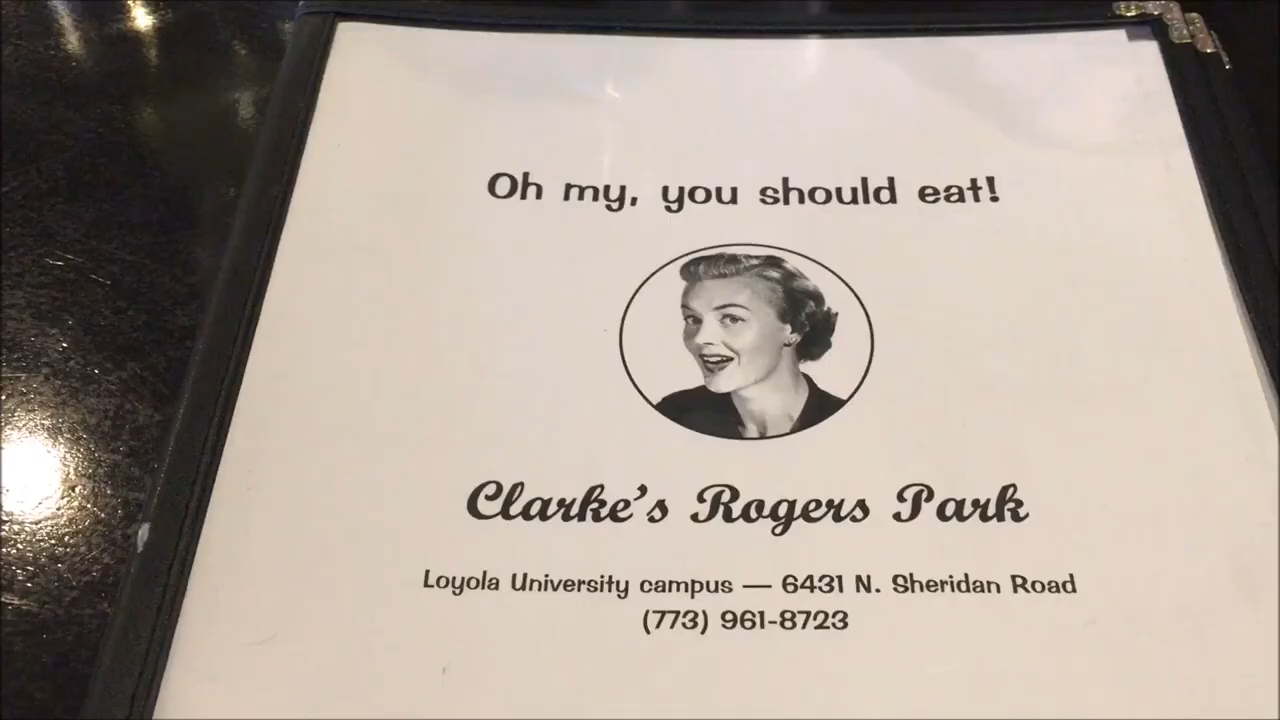 Oh my, you should eat!
Clarke's Rogers Park
Loyola University campus — 6431 N. Sheridan Road
(773) 961-8723